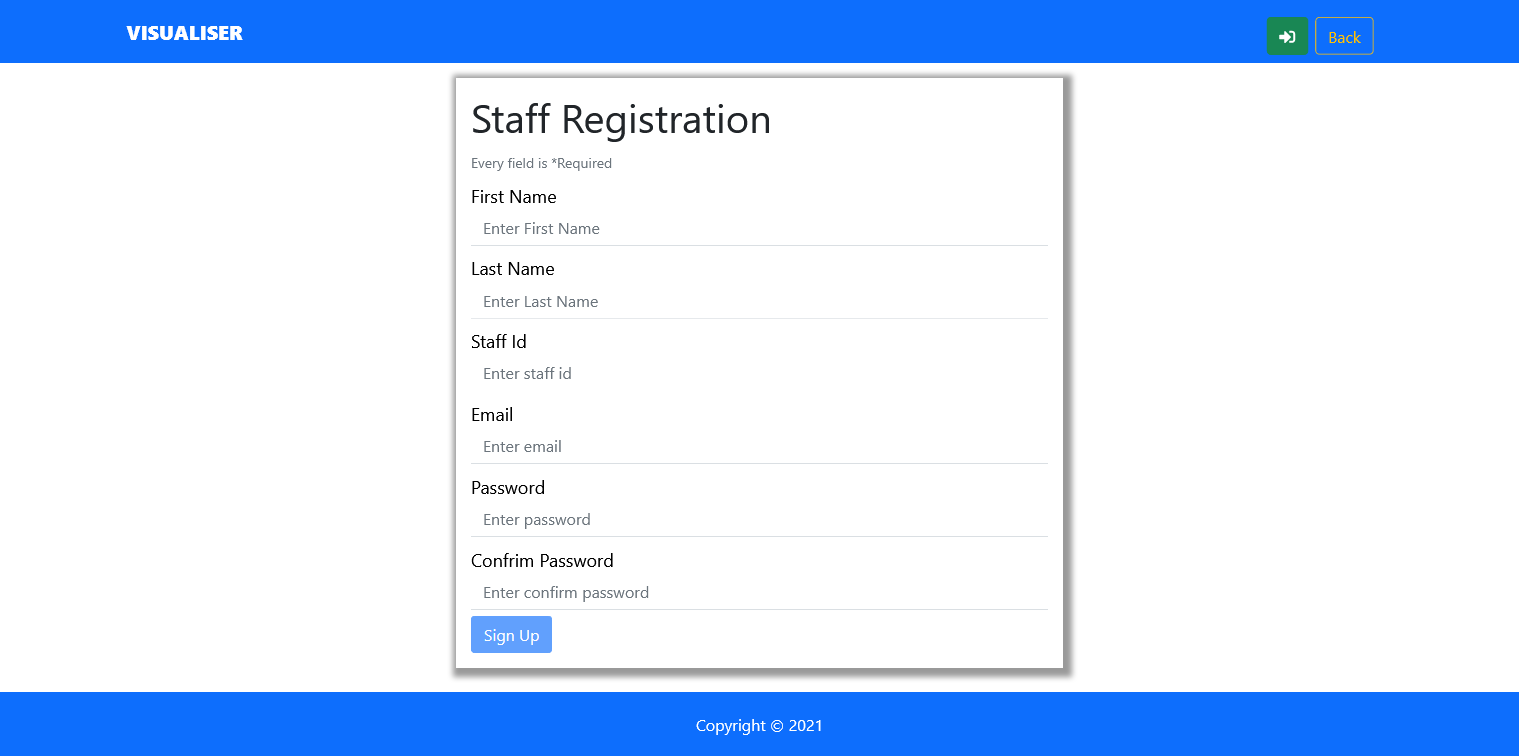 VISUALISER
Back
Staff Registration
Every field is *Required
First Name
Enter First Name
Last Name
Enter Last Name
Staff Id
Enter staff id
Email
Enter email
Password
Enter password
Confrim Password
Enter confirm password
Sign Up
Copyright © 2021